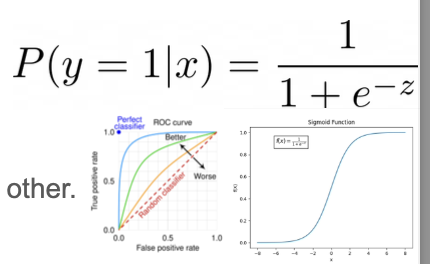 P(y = 1|x) = 1 / (1 + e^{-z})
other.
Perfect classifier
ROC curve
1.0
Better
Worse
0.5
Random classifier
0.0
0.0 0.5 1.0
True positive rate
False positive rate
Sigmoid Function
f(x) = 1 / (1 + e^{-x})
1.0
0.8
0.6
0.4
0.2
0.0
f(x)
−8 −6 −4 −2 0 2 4 6 8
x